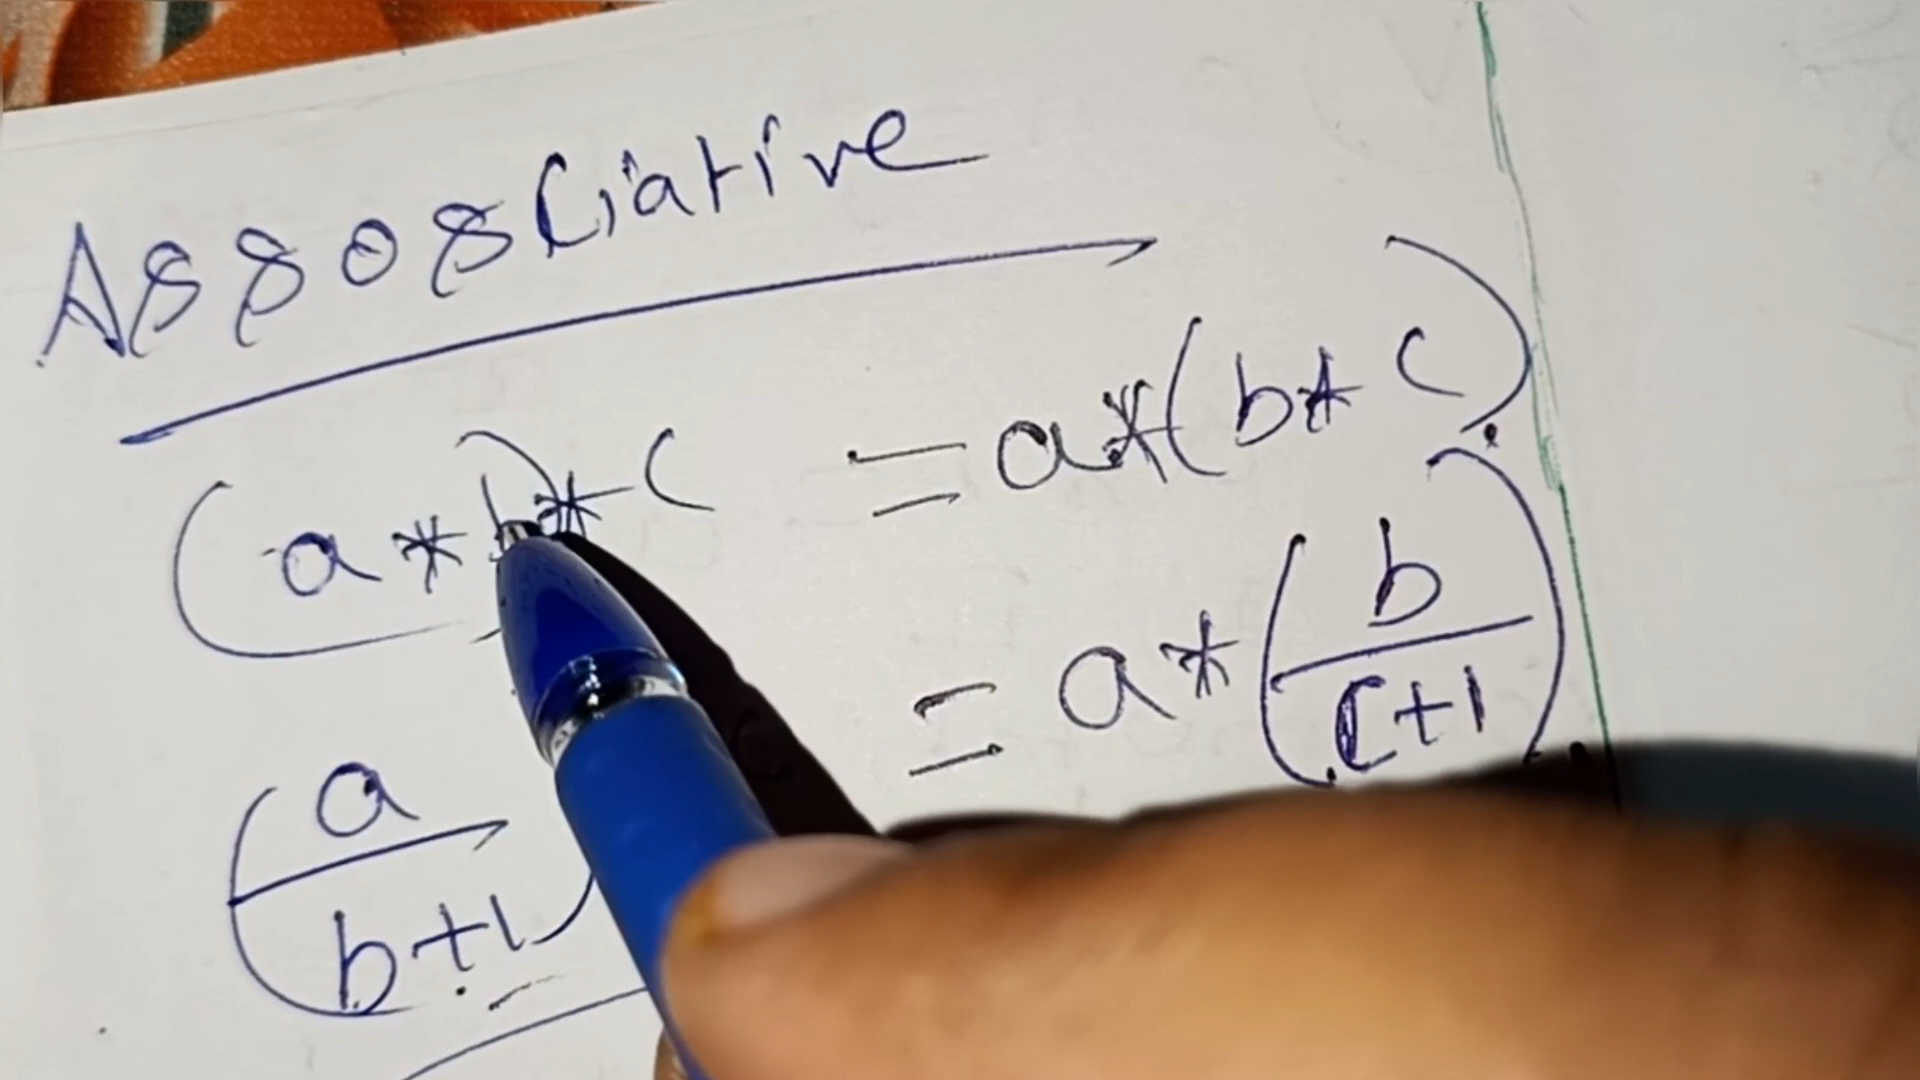 Assosciative
(a * b) * c = a * (b * c)
= a * (b/c+1)
(a/b+1)